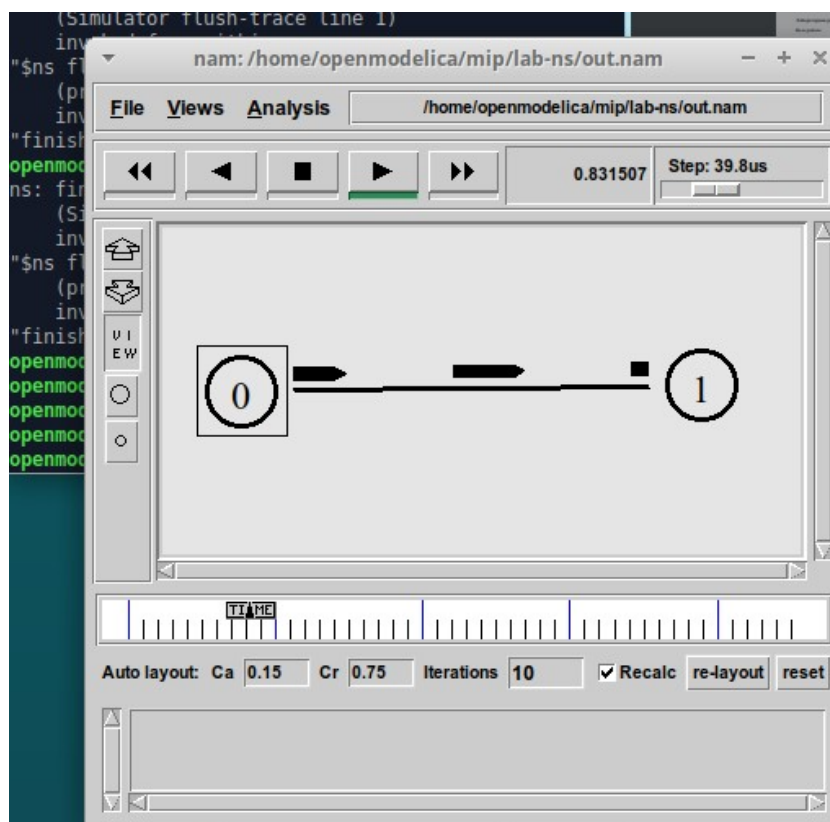 (Simulator flush-trace line 1)
"$ns fl
(pr
inv
"finish
openmod
ns: fin
(Si
inv
"$ns fl
(pr
inv
"finish
openmod
openmod
openmod
openmod
openmod
nam: /home/openmodelica/mip/lab-ns/out.nam
File Views Analysis /home/openmodelica/mip/lab-ns/out.nam
0.831507 Step: 39.8us
V I
E W
0
1
TIME
Auto layout: Ca 0.15 Cr 0.75 Iterations 10 Recalc re-layout reset